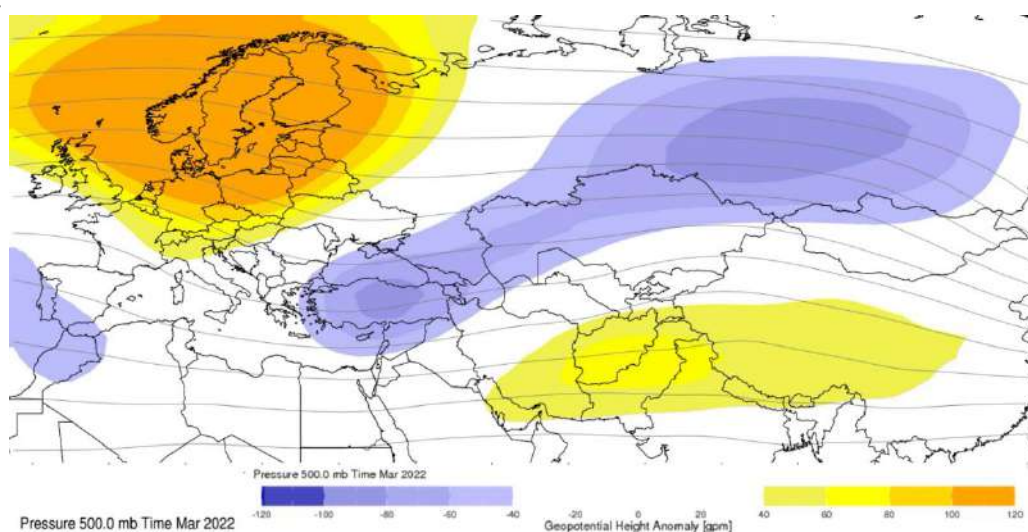 Pressure 500.0 mb Time Mar 2022
-120 -100 -80 -60 -40 -20 0 20 40 60 80 100 120
Pressure 500.0 mb Time Mar 2022
Geopotential Height Anomaly [gpm]